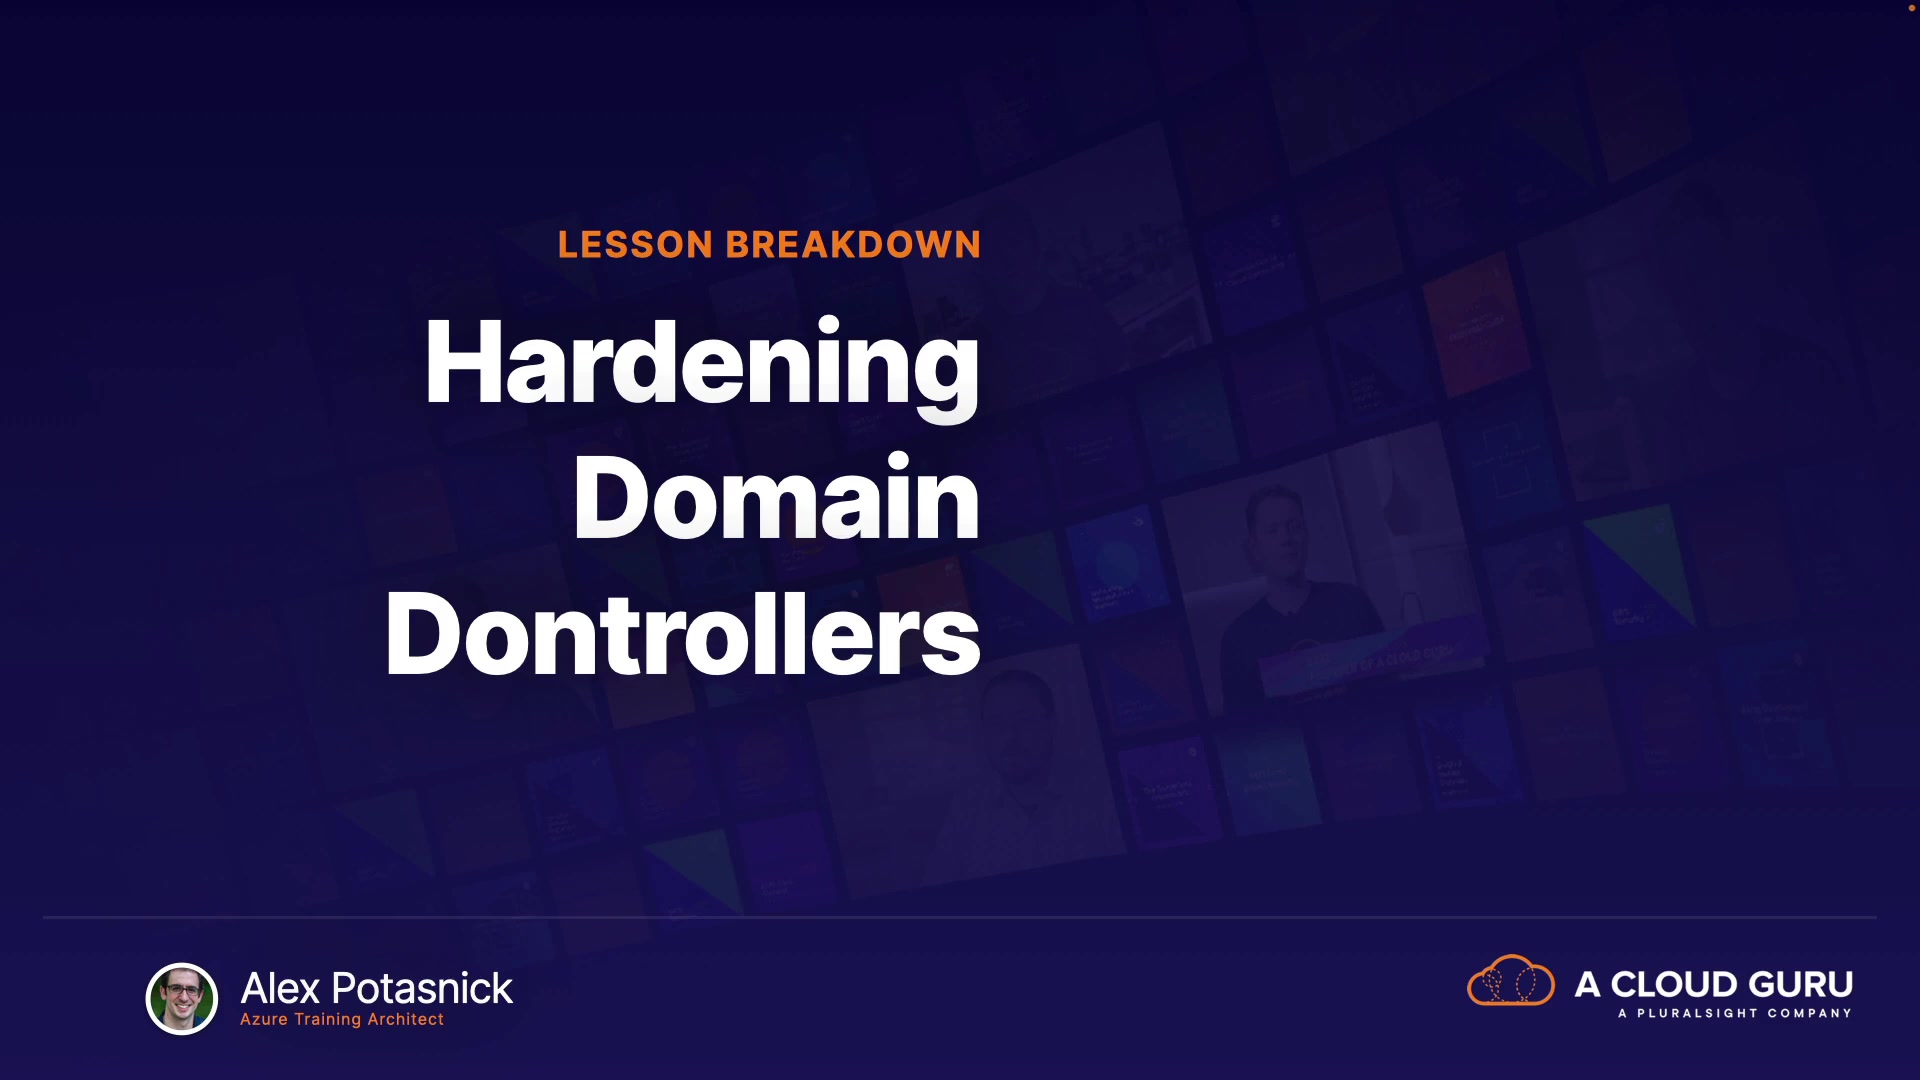 LESSON BREAKDOWN
Hardening
Domain
Dontrollers
Alex Potasnick
Azure Training Architect
A CLOUD GURU
A PLURALSIGHT COMPANY